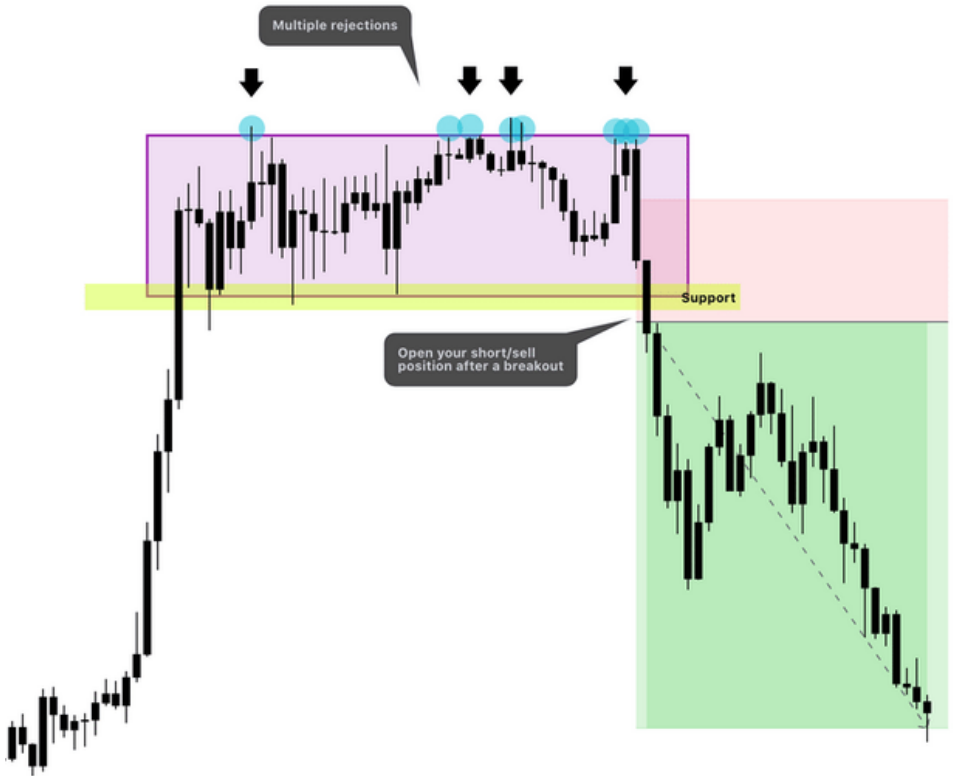 Multiple rejections
Support
Open your short/sell
position after a breakout